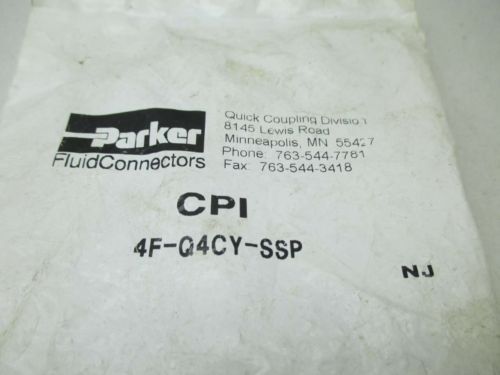 Parker
FluidConnectors
Quick Coupling Division
8145 Lewis Road
Minneapolis, MN 55427
Phone: 763-544-7781
Fax: 763-544-3418
CPI
4F-Q4CY-SSP
NJ